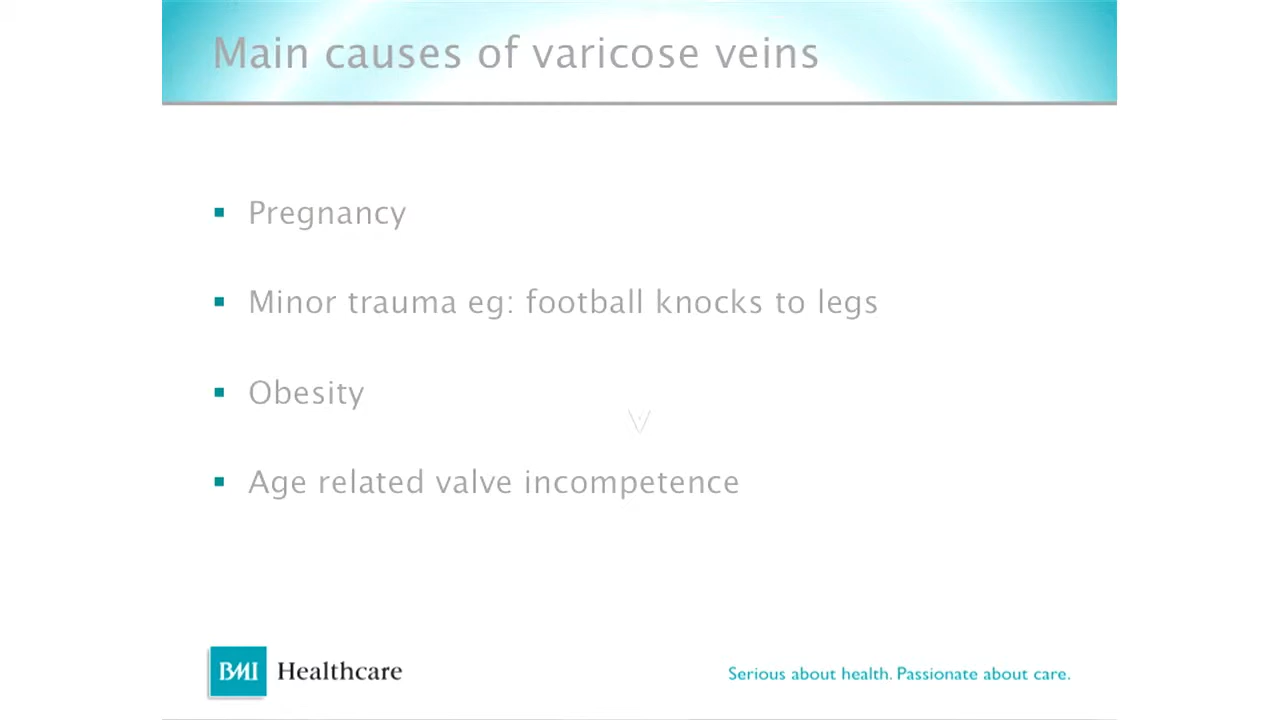 Main causes of varicose veins
Pregnancy
Minor trauma eg: football knocks to legs
Obesity
Age related valve incompetence
BMI Healthcare
Serious about health. Passionate about care.